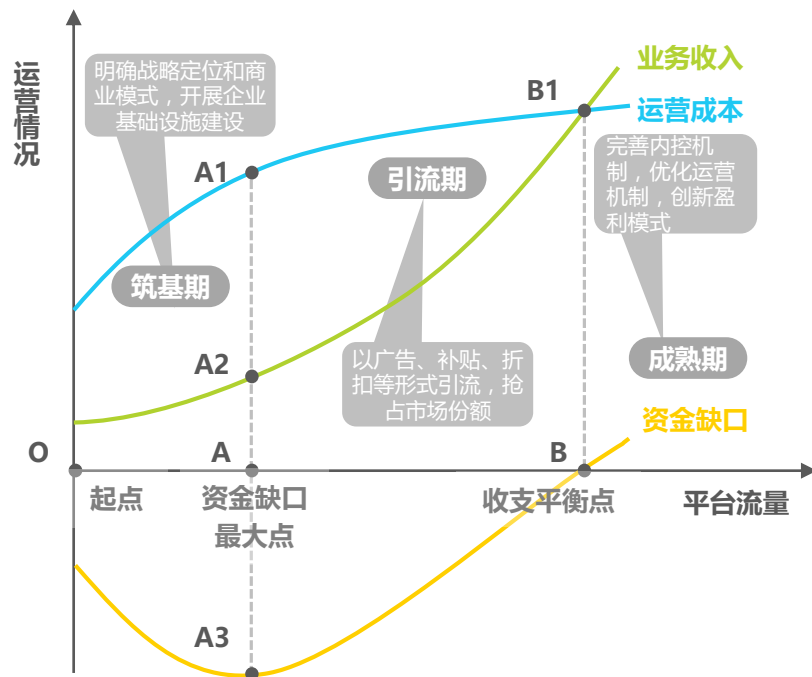 运营情况
明确战略定位和商
业模式，开展企业
基础设施建设
业务收入
B1
运营成本
完善内控机
制，优化运营
机制，创新盈
利模式
A1
引流期
筑基期
A2
以广告、补贴、折
扣等形式引流，抢
占市场份额
成熟期
资金缺口
O
A
B
起点
资金缺口
最大点
收支平衡点
平台流量
A3